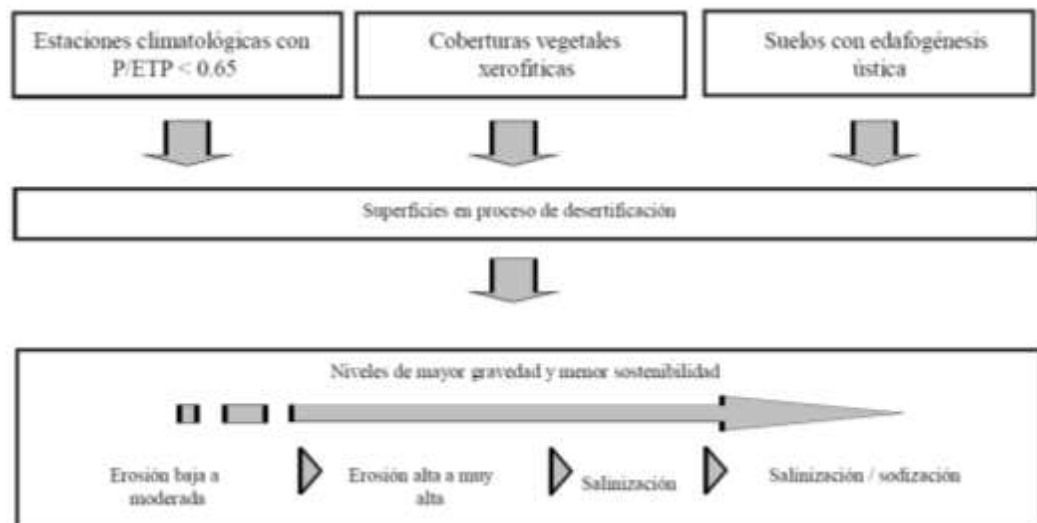 Estaciones climatológicas con
P/ETP < 0.65
Coberturas vegetales
xerofíticas
Suelos con edafogénesis
ústica
Superficies en proceso de desertificación
Niveles de mayor gravedad y menor sostenibilidad
Erosión baja a
moderada
Erosión alta a muy
alta
Salinización
Salinización / sodización